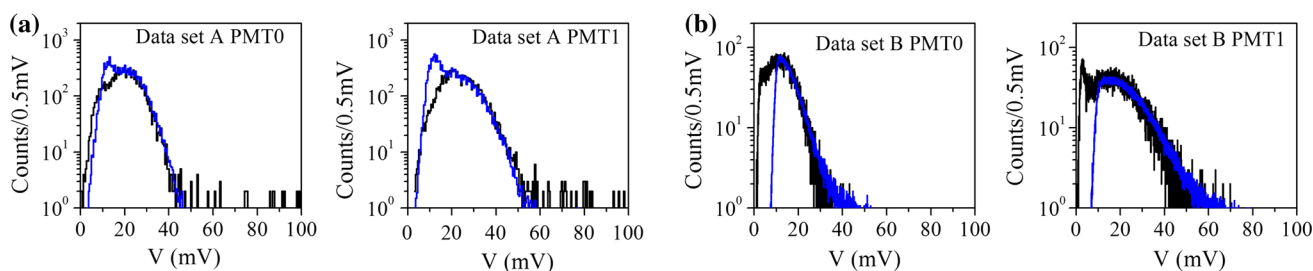 (a)
Data set A PMT0
Counts/0.5mV
10³
10²
10¹
10⁰
0 20 40 60 80 100
V (mV)
Data set A PMT1
Counts/0.5mV
10³
10²
10¹
10⁰
0 20 40 60 80 100
V (mV)
(b)
Data set B PMT0
Counts/0.5mV
10²
10
10⁰
0 20 40 60 80 100
V (mV)
Data set B PMT1
Counts/0.5mV
10²
10
10⁰
0 20 40 60 80 100
V (mV)